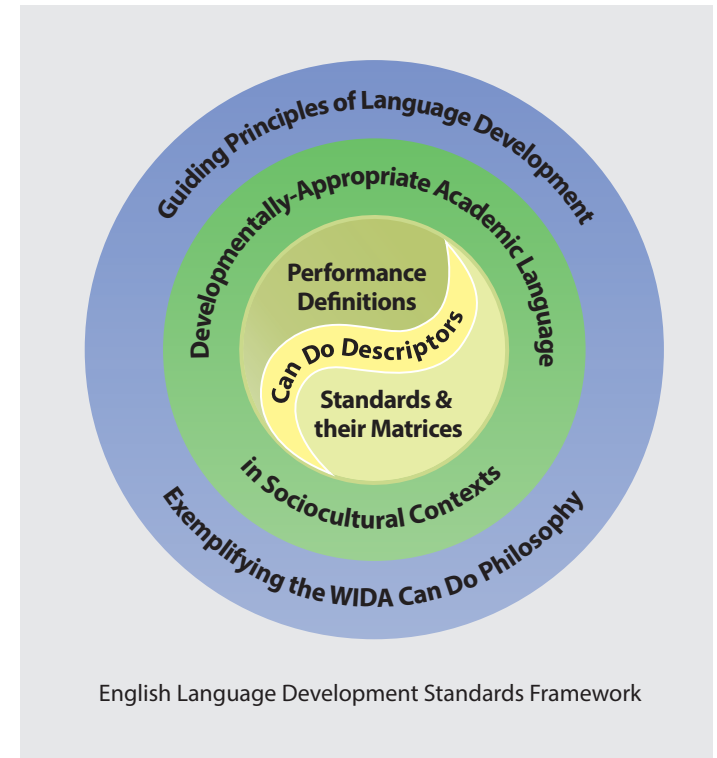 Guiding Principles of Language Development
Developmentally-Appropriate Academic Language
Performance
Definitions
Can Do Descriptors
Standards &
their Matrices
in Sociocultural Contexts
Exemplifying the WIDA Can Do Philosophy
English Language Development Standards Framework